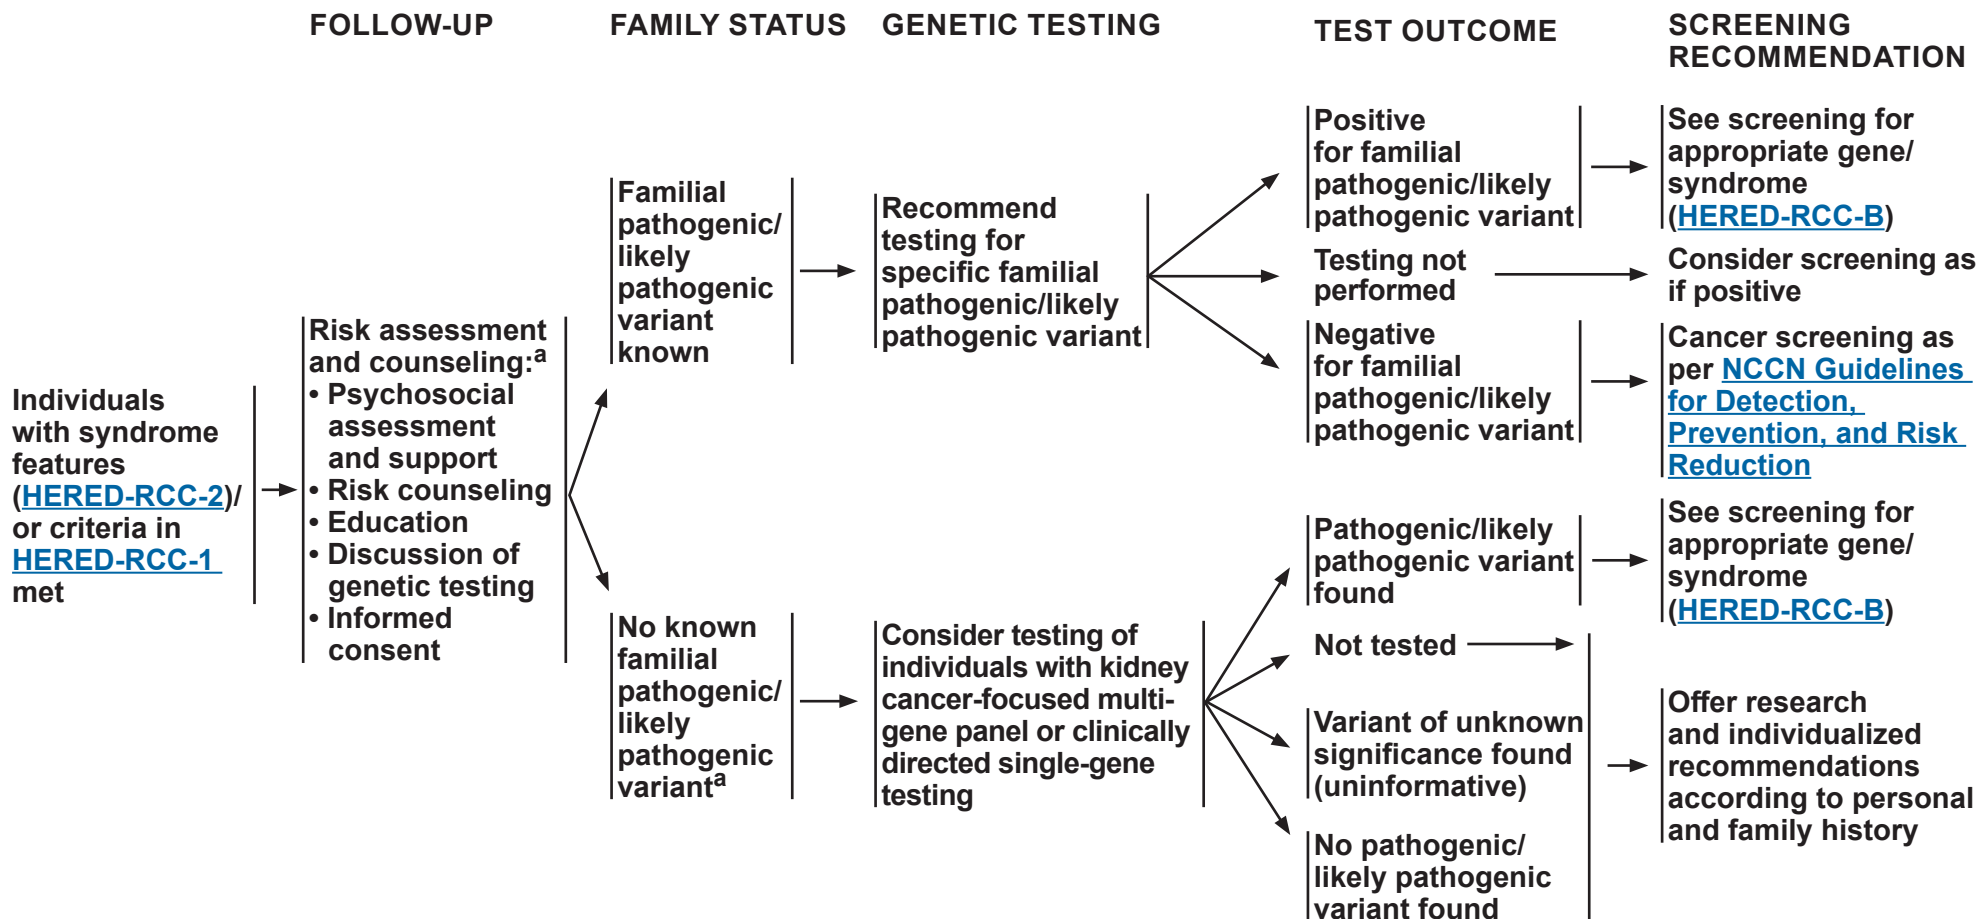 FOLLOW-UP
FAMILY STATUS
GENETIC TESTING
TEST OUTCOME
SCREENING
RECOMMENDATION
Individuals
with syndrome
features
(HERED-RCC-2)/
or criteria in
HERED-RCC-1
met
Risk assessment
and counseling:a
• Psychosocial
assessment
and support
• Risk counseling
• Education
• Discussion of
genetic testing
• Informed
consent
Familial
pathogenic/
likely
pathogenic
variant
known
Recommend
testing for
specific familial
pathogenic/likely
pathogenic variant
Positive
for familial
pathogenic/likely
pathogenic variant
See screening for
appropriate gene/
syndrome
(HERED-RCC-B)
Testing not
performed
Consider screening as
if positive
Negative
for familial
pathogenic/likely
pathogenic variant
Cancer screening as
per NCCN Guidelines
for Detection,
Prevention, and Risk
Reduction
No known
familial
pathogenic/
likely
pathogenic
varianta
Consider testing of
individuals with kidney
cancer-focused multi-
gene panel or clinically
directed single-gene
testing
Pathogenic/likely
pathogenic variant
found
See screening for
appropriate gene/
syndrome
(HERED-RCC-B)
Not tested
Variant of unknown
significance found
(uninformative)
No pathogenic/
likely pathogenic
variant found
Offer research
and individualized
recommendations
according to personal
and family history